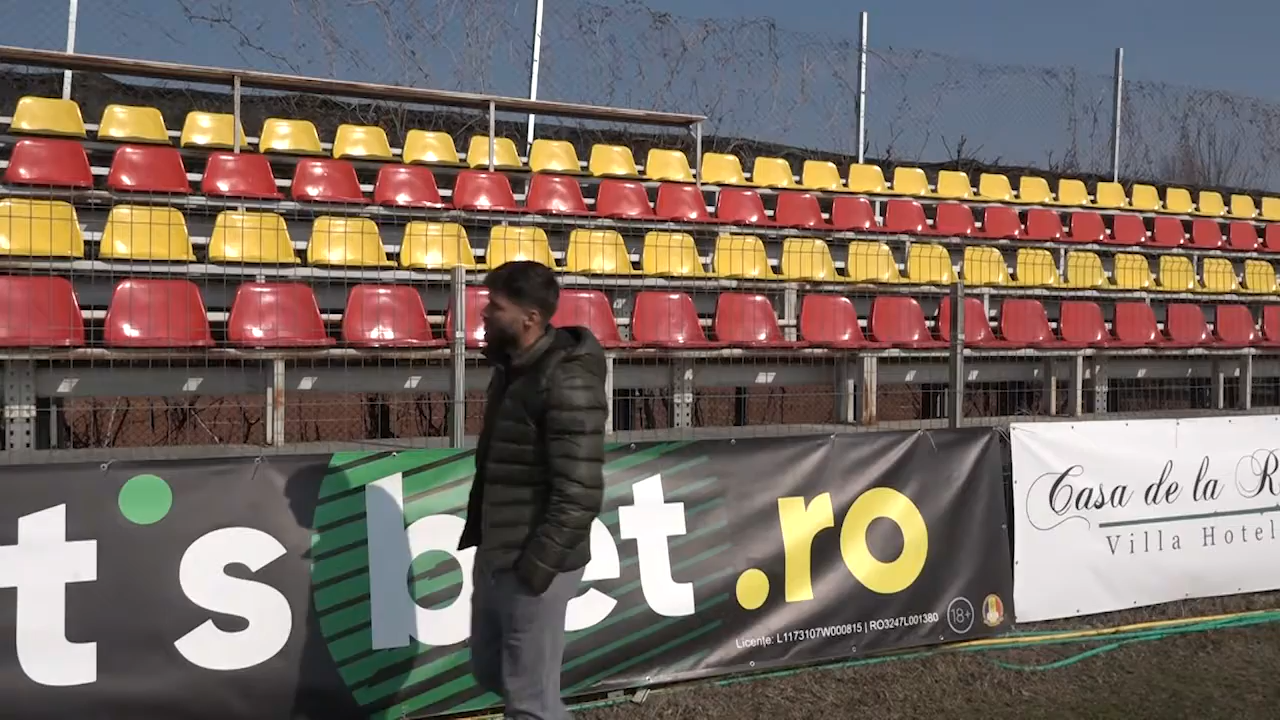 t's bet .ro
Licențe: L1173107W000815 | RO3247L001380
18+
Casa de la R
Villa Hotel